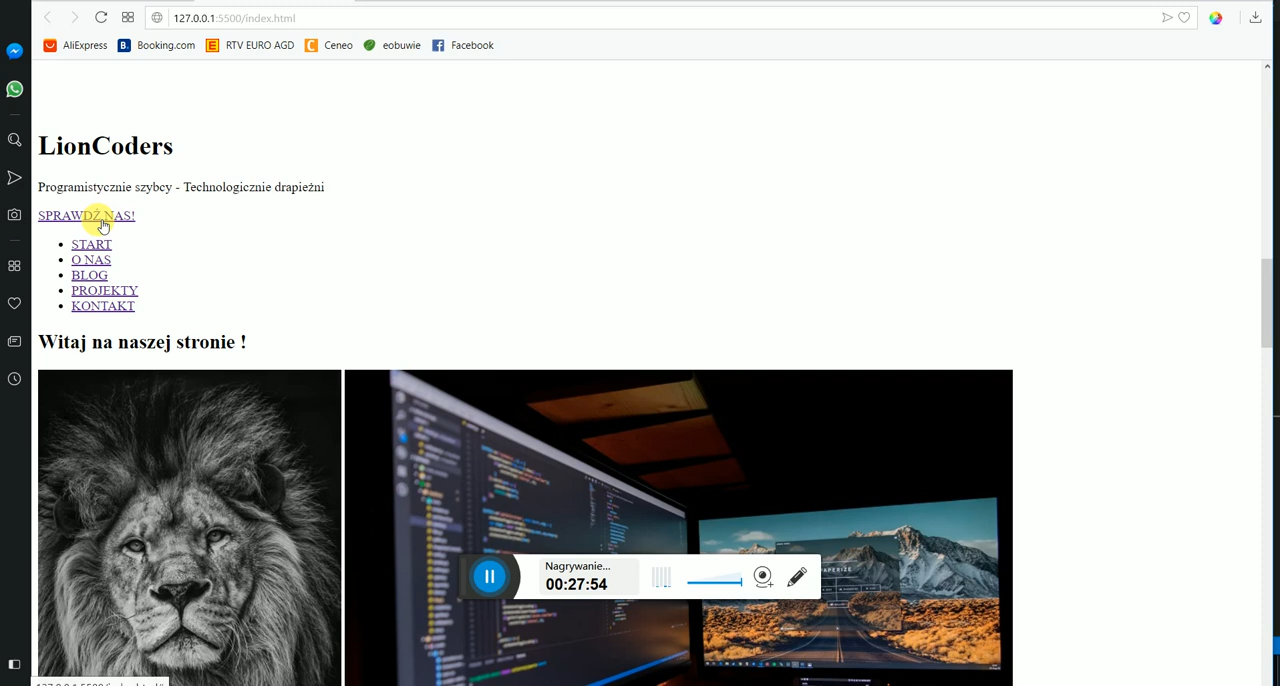 127.0.0.1:5500/index.html
AliExpress
Booking.com
RTV EURO AGD
Ceneo
eobuwie
Facebook
LionCoders
Programistycznie szybcy - Technologicznie drapieżni
SPRAWDŹ NAS!
START
O NAS
BLOG
PROJEKTY
KONTAKT
Witaj na naszej stronie !
Nagrywanie...
00:27:54